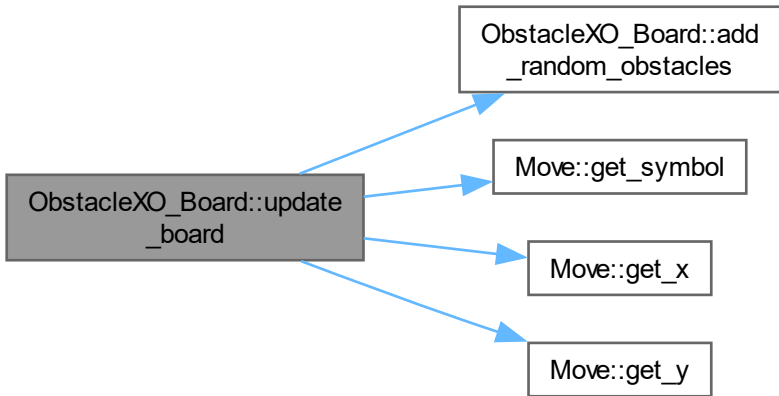 ObstacleXO_Board::update
_board
ObstacleXO_Board::add
_random_obstacles
Move::get_symbol
Move::get_x
Move::get_y